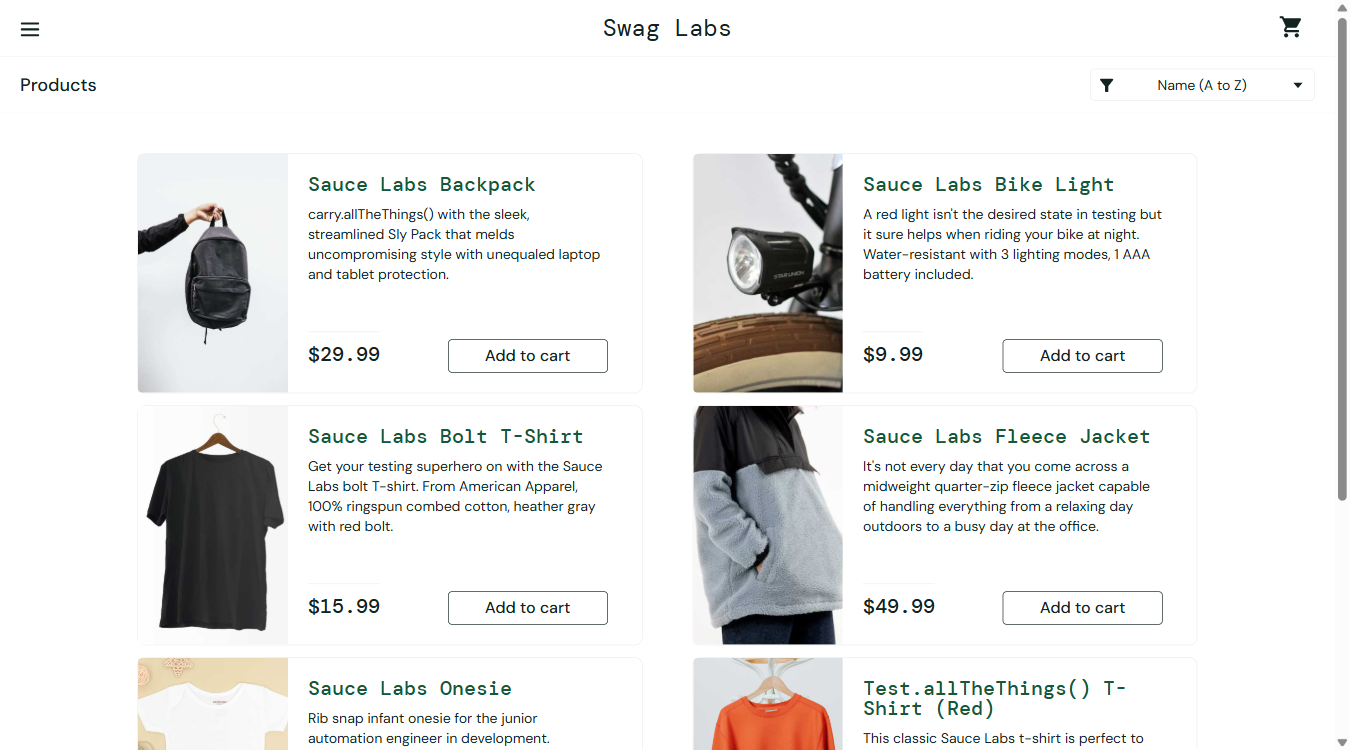 Swag Labs
Products
Name (A to Z)
Sauce Labs Backpack
carry.allTheThings() with the sleek,
streamlined Sly Pack that melds
uncompromising style with unequaled laptop
and tablet protection.
$29.99
Add to cart
Sauce Labs Bike Light
A red light isn't the desired state in testing but
it sure helps when riding your bike at night.
Water-resistant with 3 lighting modes, 1 AAA
battery included.
$9.99
Add to cart
STAR UNION
Sauce Labs Bolt T-Shirt
Get your testing superhero on with the Sauce
Labs bolt T-shirt. From American Apparel,
100% ringspun combed cotton, heather gray
with red bolt.
$15.99
Add to cart
Sauce Labs Fleece Jacket
It's not every day that you come across a
midweight quarter-zip fleece jacket capable
of handling everything from a relaxing day
outdoors to a busy day at the office.
$49.99
Add to cart
Sauce Labs Onesie
Rib snap infant onesie for the junior
automation engineer in development.
Test.allTheThings() T-
Shirt (Red)
This classic Sauce Labs t-shirt is perfect to